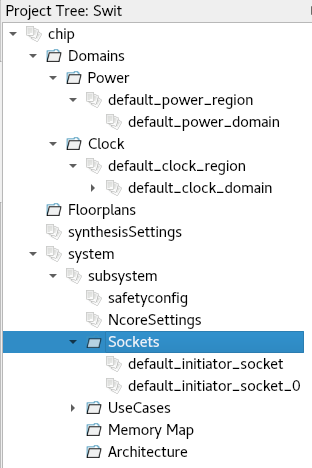 Project Tree: Swit
chip
Domains
Power
default_power_region
default_power_domain
Clock
default_clock_region
default_clock_domain
Floorplans
synthesisSettings
system
subsystem
safetyconfig
NcoreSettings
Sockets
default_initiator_socket
default_initiator_socket_0
UseCases
Memory Map
Architecture